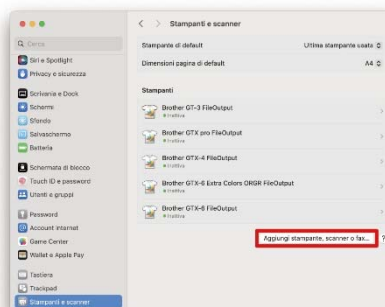 Stampanti e scanner
Cerca
Siri e Spotlight
Privacy e sicurezza
Scrivania e Dock
Schermi
Sfondo
Salvaschermo
Batteria
Schermata di blocco
Touch ID e password
Utenti e gruppi
Password
Account Internet
Game Center
Wallet e Apple Pay
Tastiera
Trackpad
Stampanti e scanner
Stampante di default
Ultima stampante usata
Dimensioni pagina di default
A4
Stampanti
Brother GT-3 FileOutput
Inattiva
Brother GTX pro FileOutput
Inattiva
Brother GTX-4 FileOutput
Inattiva
Brother GTX-6 Extra Colors ORGR FileOutput
Inattiva
Brother GTX-6 FileOutput
Inattiva
Aggiungi stampante, scanner o fax...
?